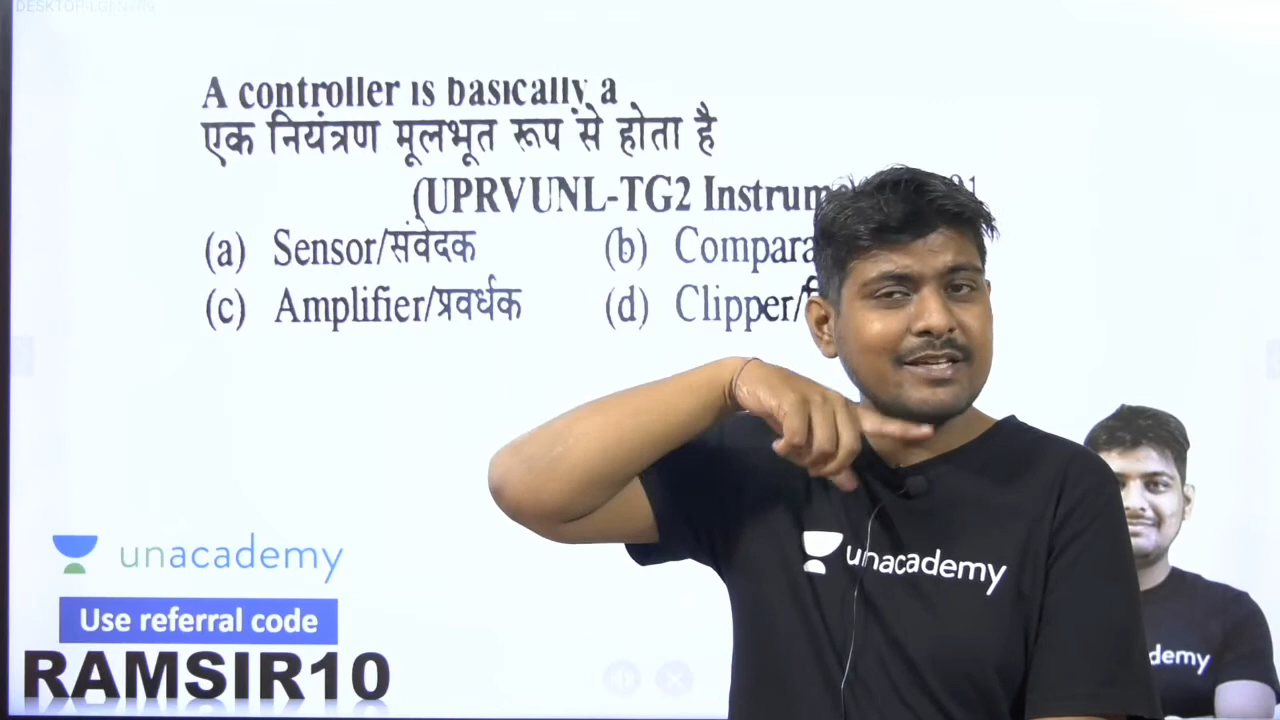 A controller is basically a
एक नियंत्रण मूलभूत रूप से होता है
(UPRVUNL-TG2 Instrum
(a) Sensor/संवेदक (b) Compara
(c) Amplifier/प्रवर्धक (d) Clipper/
unacademy
Use referral code
RAMSIR10
unacademy
demy